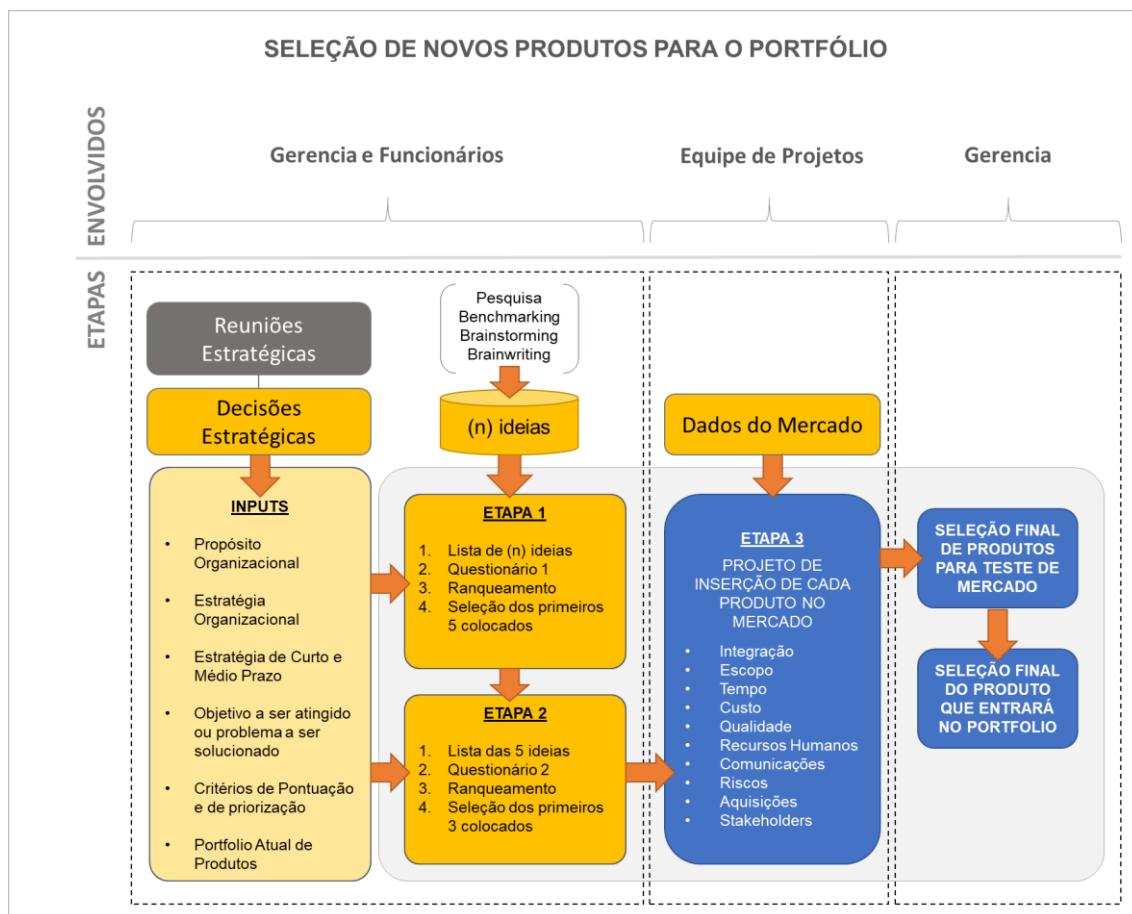 SELEÇÃO DE NOVOS PRODUTOS PARA O PORTFÓLIO
ENVOLVIDOS
Gerencia e Funcionários
Equipe de Projetos
Gerencia
ETAPAS
Reuniões
Estratégicas
Decisões
Estratégicas
INPUTS
• Propósito
Organizacional
• Estratégia
Organizacional
• Estratégia de Curto e
Médio Prazo
• Objetivo a ser atingido
ou problema a ser
solucionado
• Critérios de Pontuação
e de priorização
• Portfolio Atual de
Produtos
Pesquisa
Benchmarking
Brainstorming
Brainwriting
(n) ideias
ETAPA 1
1. Lista de (n) ideias
2. Questionário 1
3. Ranqueamento
4. Seleção dos primeiros
5 colocados
ETAPA 2
1. Lista das 5 ideias
2. Questionário 2
3. Ranqueamento
4. Seleção dos primeiros
3 colocados
Dados do Mercado
ETAPA 3
PROJETO DE
INSERÇÃO DE CADA
PRODUTO NO
MERCADO
• Integração
• Escopo
• Tempo
• Custo
• Qualidade
• Recursos Humanos
• Comunicações
• Riscos
• Aquisições
• Stakeholders
SELEÇÃO FINAL
DE PRODUTOS
PARA TESTE DE
MERCADO
SELEÇÃO FINAL
DO PRODUTO
QUE ENTRARÁ
NO PORTFOLIO